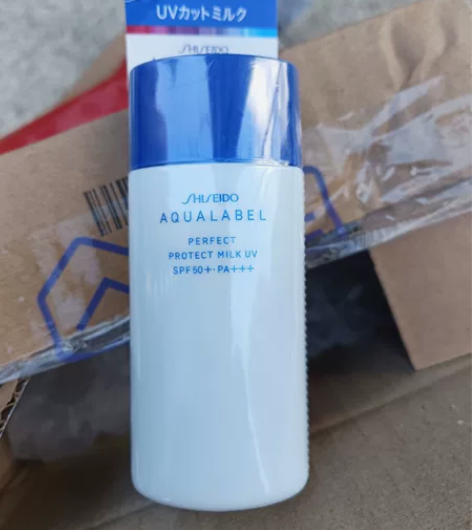 UVカットミルク
SHISEIDO
SHISEIDO
AQUALABEL
PERFECT
PROTECT MILK UV
SPF50+・PA+++